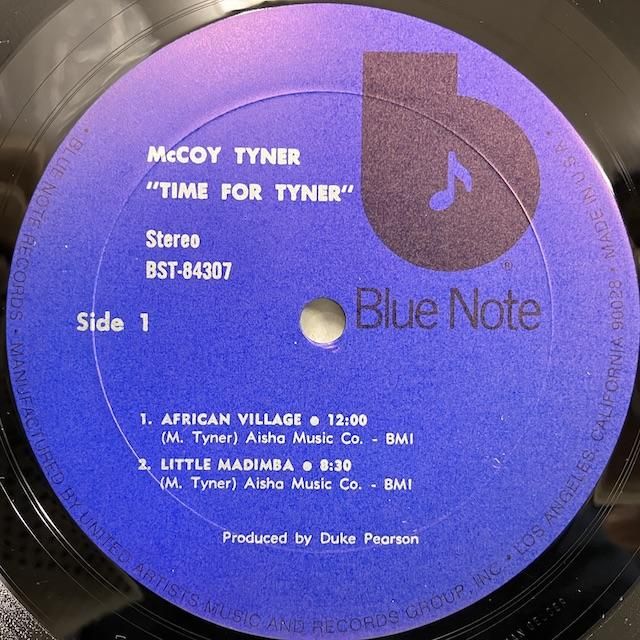 McCOY TYNER
"TIME FOR TYNER"
Stereo
BST-84307
Side 1
b
®
Blue Note
1. AFRICAN VILLAGE ● 12:00
(M. Tyner) Aisha Music Co. - BMI
2. LITTLE MADIMBA ● 8:30
(M. Tyner) Aisha Music Co. - BMI
Produced by Duke Pearson
• BLUE NOTE RECORDS • MANUFACTURED BY UNITED ARTISTS MUSIC AND RECORDS GROUP, INC. • LOS ANGELES, CALIFORNIA 90028 • MADE IN U.S.A. •